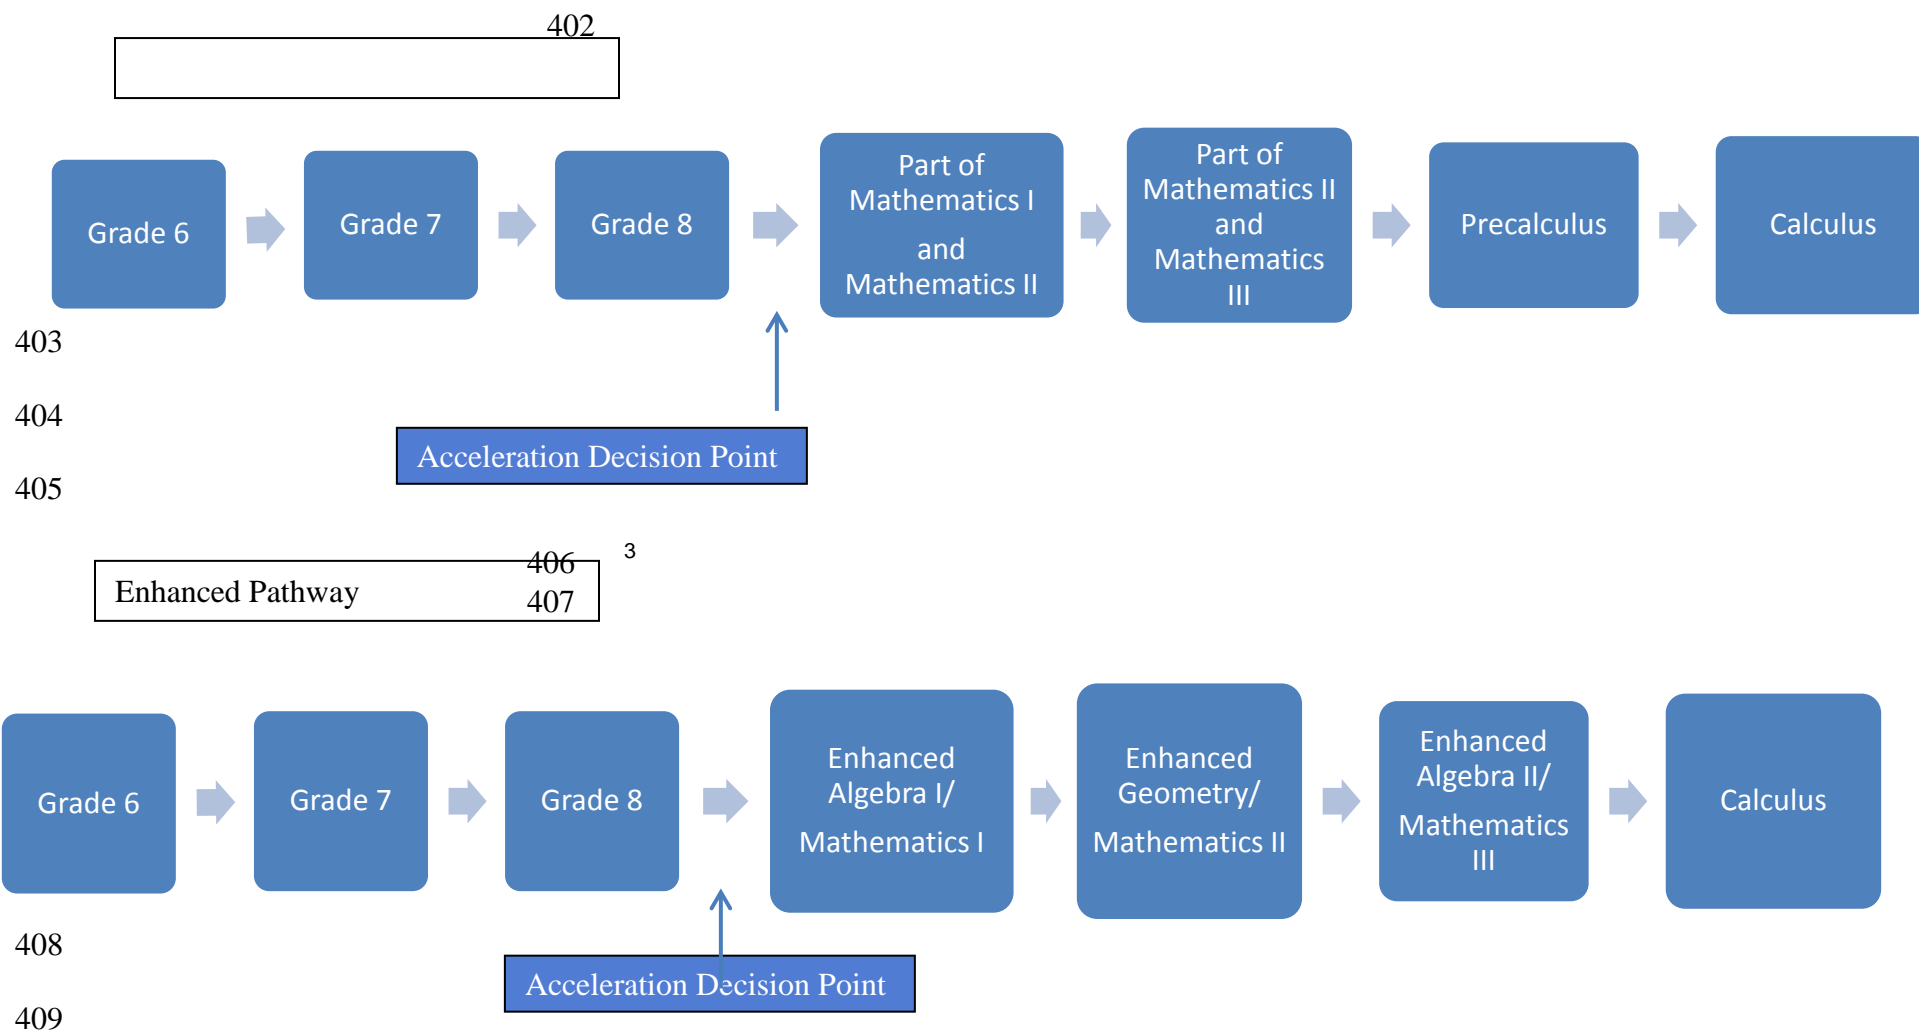 402
Grade 6
Grade 7
Grade 8
Part of
Mathematics I
and
Mathematics II
Part of
Mathematics II
and
Mathematics
III
Precalculus
Calculus
403
404
Acceleration Decision Point
405
406
3
Enhanced Pathway
407
Grade 6
Grade 7
Grade 8
Enhanced
Algebra I/
Mathematics I
Enhanced
Geometry/
Mathematics II
Enhanced
Algebra II/
Mathematics
III
Calculus
408
Acceleration Decision Point
409